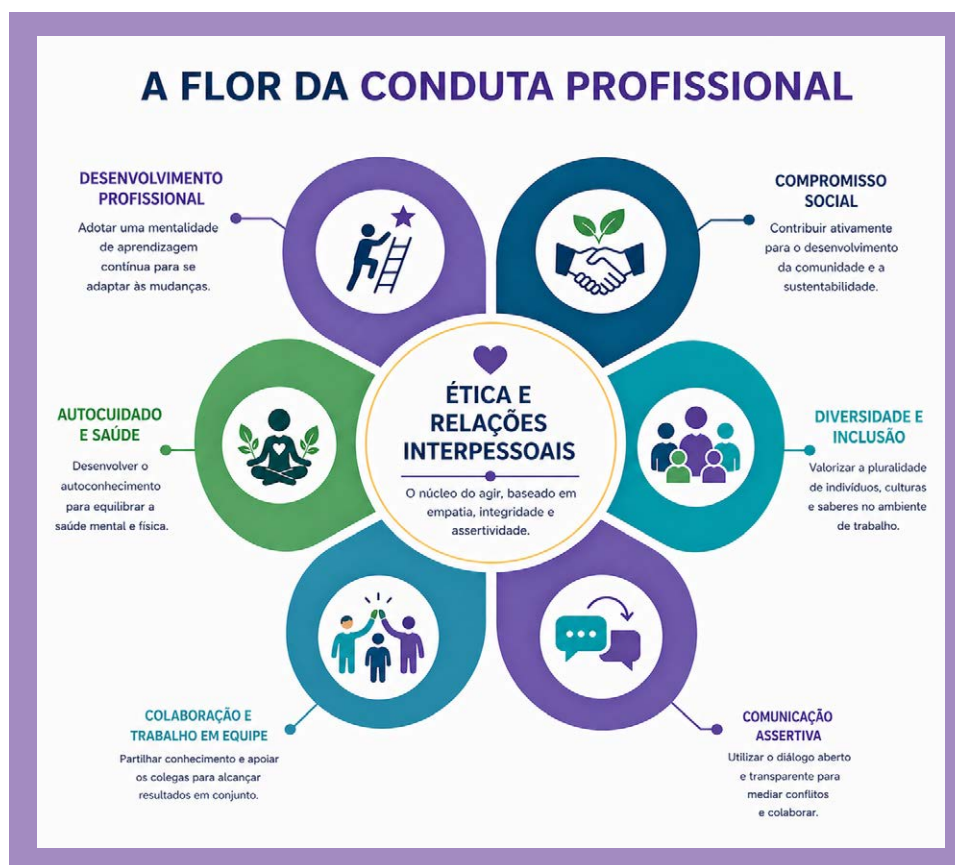 A FLOR DA CONDUTA PROFISSIONAL
DESENVOLVIMENTO
PROFISSIONAL
Adotar uma mentalidade
de aprendizagem
contínua para se
adaptar às mudanças.
COMPROMISSO
SOCIAL
Contribuir ativamente
para o desenvolvimento
da comunidade e a
sustentabilidade.
AUTOCUIDADO
E SAÚDE
Desenvolver o
autoconhecimento
para equilibrar a
saúde mental e física.
ÉTICA E
RELAÇÕES
INTERPESSOAIS
O núcleo do agir, baseado em
empatia, integridade e
assertividade.
DIVERSIDADE E
INCLUSÃO
Valorizar a pluralidade
de indivíduos, culturas
e saberes no ambiente
de trabalho.
COLABORAÇÃO E
TRABALHO EM EQUIPE
Partilhar conhecimento e apoiar
os colegas para alcançar
resultados em conjunto.
COMUNICAÇÃO
ASSERTIVA
Utilizar o diálogo aberto
e transparente para
mediar conflitos
e colaborar.